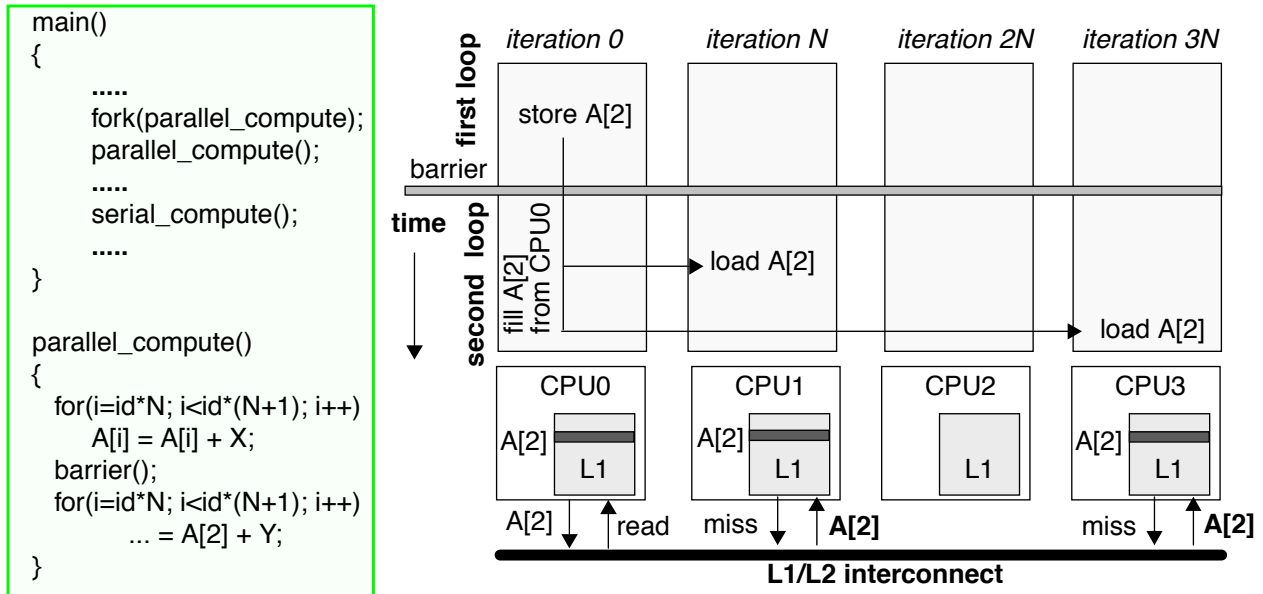 main()
{
.....
fork(parallel_compute);
parallel_compute();
.....
serial_compute();
.....
}
parallel_compute()
{
for(i=id*N; i<id*(N+1); i++)
A[i] = A[i] + X;
barrier();
for(i=id*N; i<id*(N+1); i++)
... = A[2] + Y;
}
iteration 0 iteration N iteration 2N iteration 3N
first loop
store A[2]
barrier
time
second loop
fill A[2]
from CPU0
load A[2]
load A[2]
CPU0 CPU1 CPU2 CPU3
A[2] A[2] A[2]
L1 L1 L1 L1
A[2] read miss A[2] miss A[2]
L1/L2 interconnect